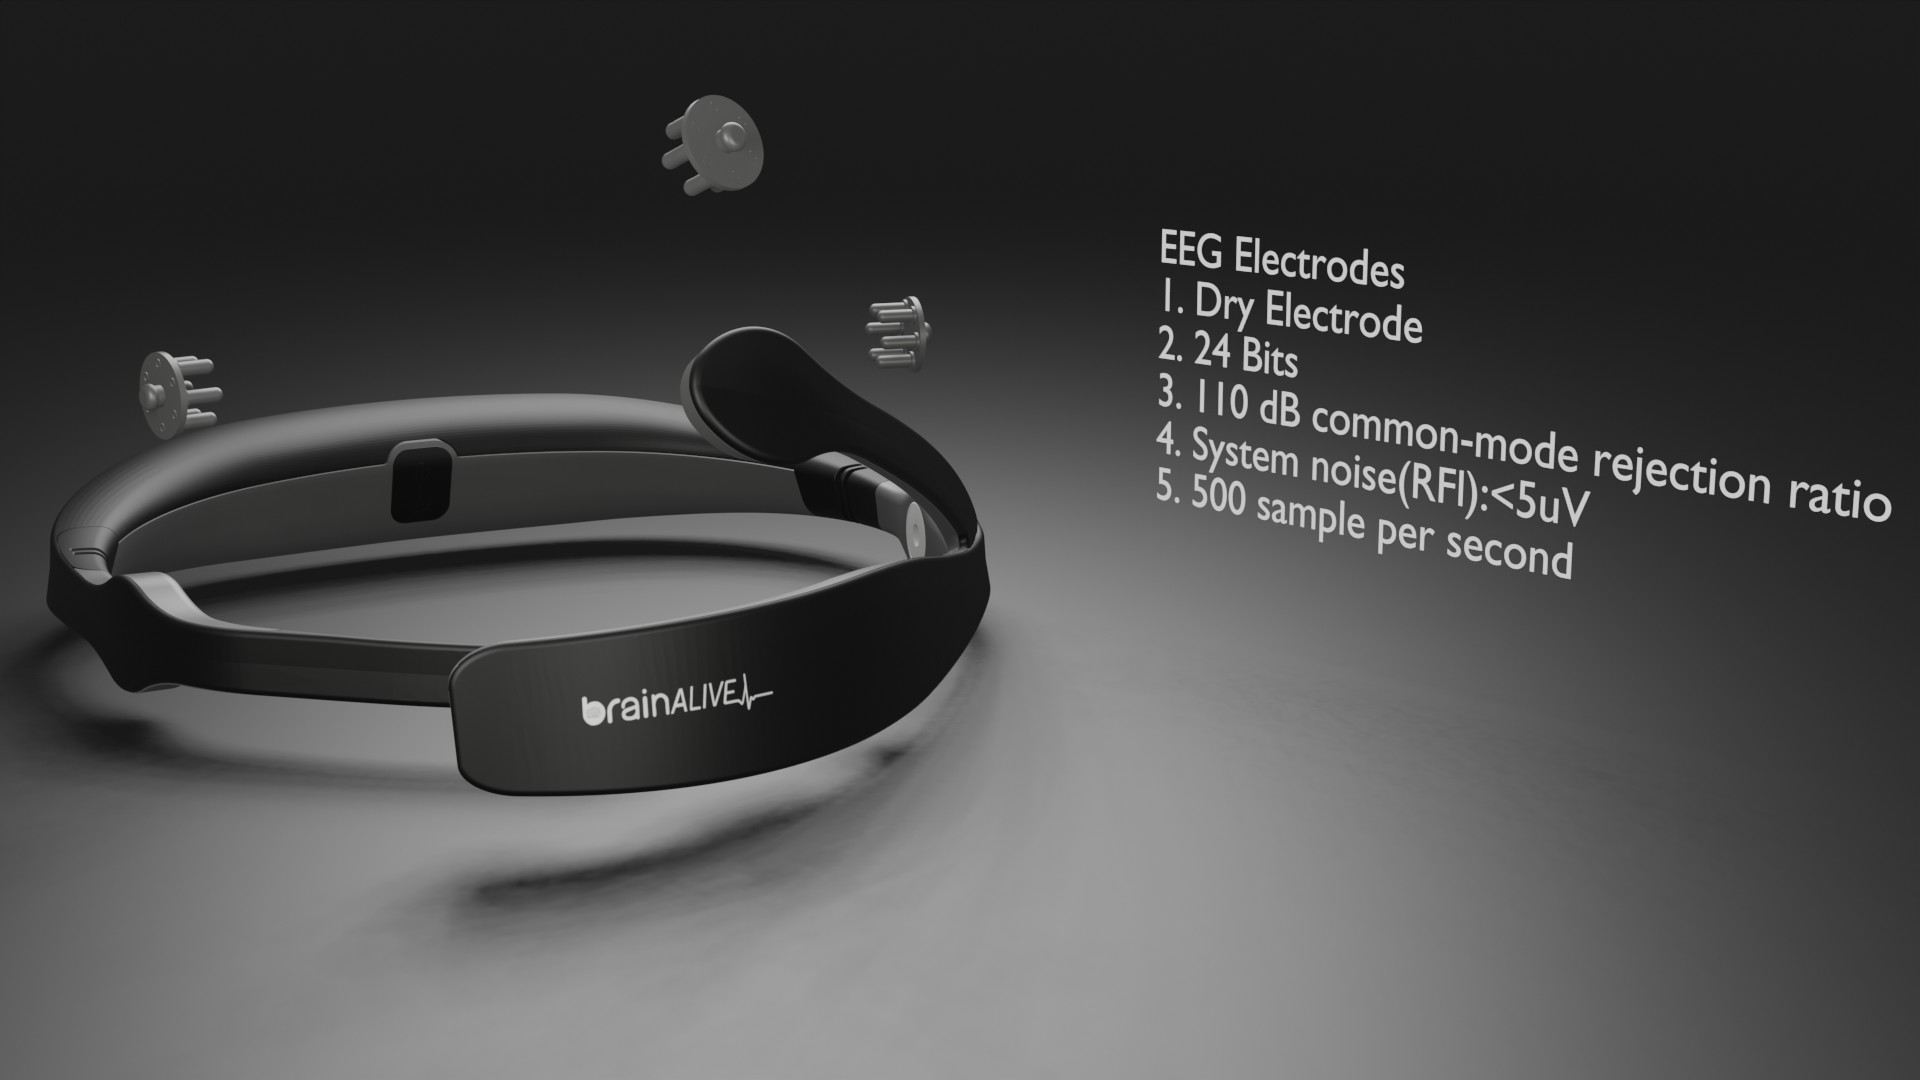 EEG Electrodes
1. Dry Electrode
2. 24 Bits
3. 110 dB common-mode rejection ratio
4. System noise(RFI):<5uV
5. 500 sample per second
brainALIVE